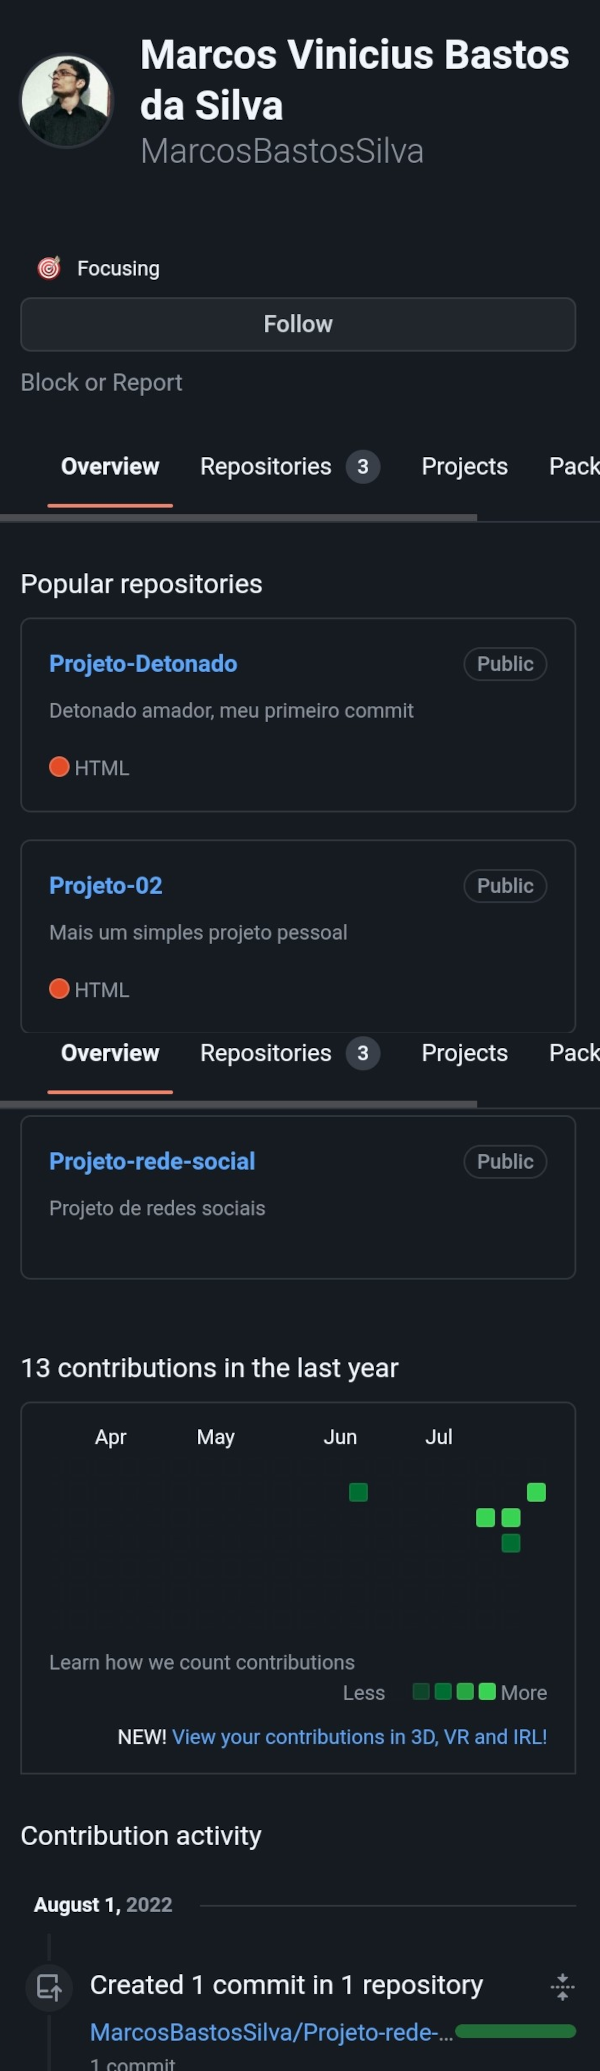 Marcos Vinicius Bastos
da Silva
MarcosBastosSilva
Focusing
Follow
Block or Report
Overview Repositories 3 Projects Pack
Popular repositories
Projeto-Detonado Public
Detonado amador, meu primeiro commit
HTML
Projeto-02 Public
Mais um simples projeto pessoal
HTML
Overview Repositories 3 Projects Pack
Projeto-rede-social Public
Projeto de redes sociais
13 contributions in the last year
Apr May Jun Jul
Learn how we count contributions
Less More
NEW! View your contributions in 3D, VR and IRL!
Contribution activity
August 1, 2022
Created 1 commit in 1 repository
MarcosBastosSilva/Projeto-rede-...
1 commit